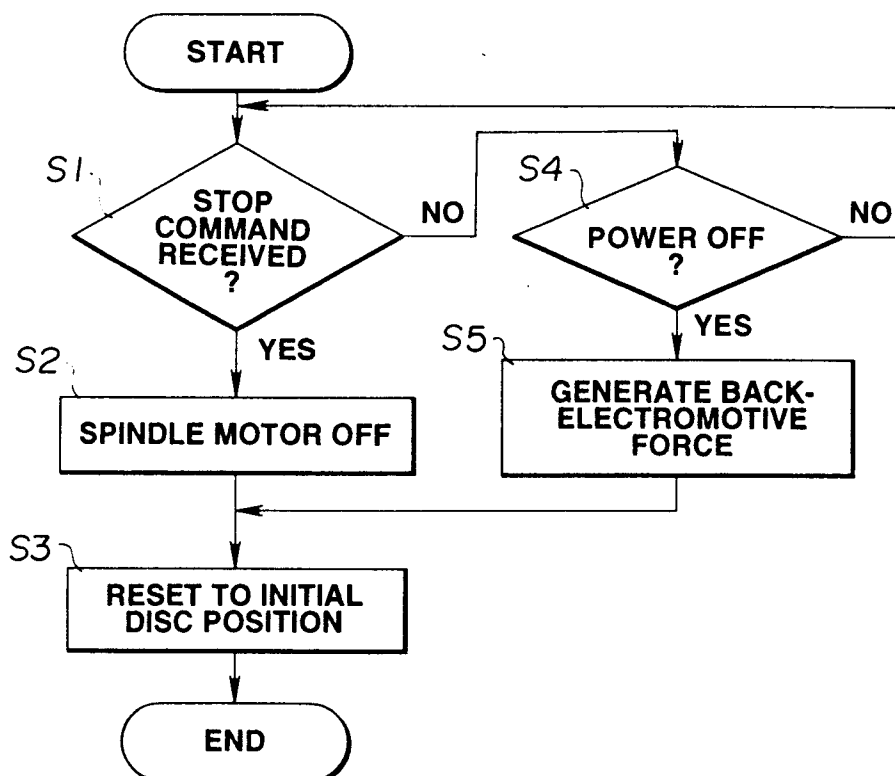 START
S1
STOP
COMMAND
RECEIVED
?
NO
S4
POWER OFF
?
NO
YES
S2
SPINDLE MOTOR OFF
YES
S5
GENERATE BACK-
ELECTROMOTIVE
FORCE
S3
RESET TO INITIAL
DISC POSITION
END